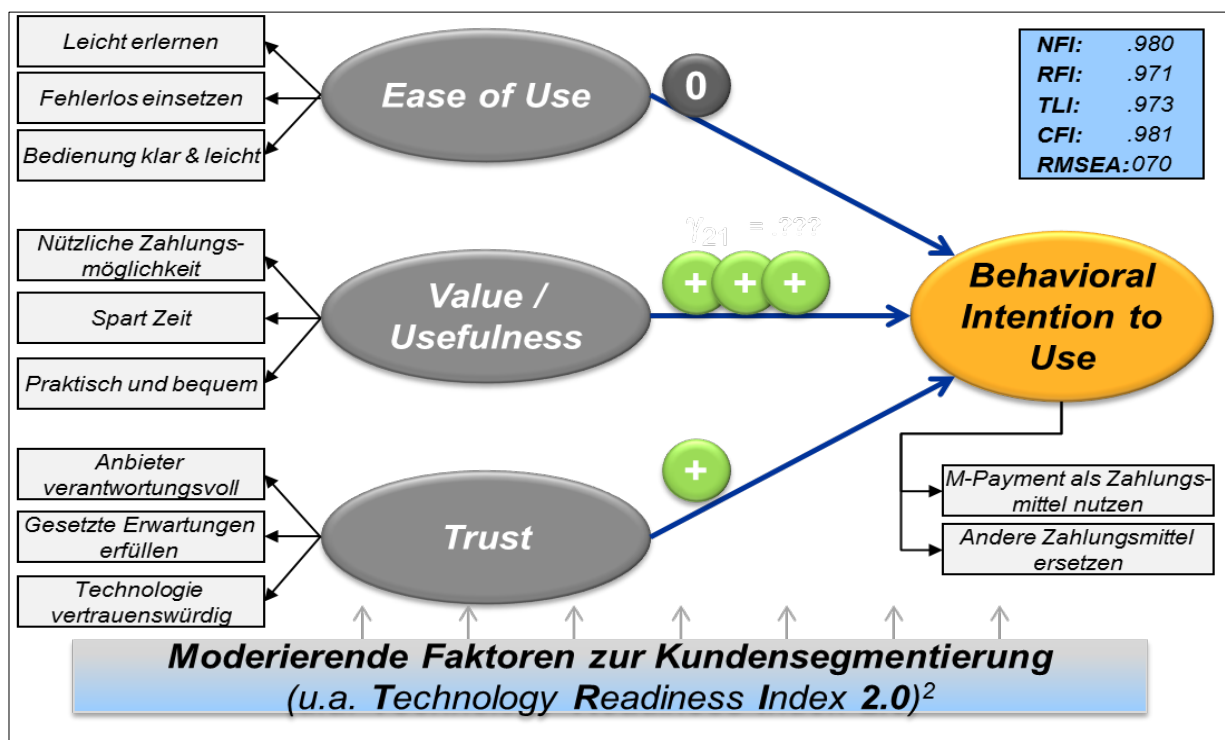 Leicht erlernen
Fehlerlos einsetzen
Bedienung klar & leicht
Ease of Use
0
NFI: .980
RFI: .971
TLI: .973
CFI: .981
RMSEA:070
Nützliche Zahlungs-
möglichkeit
Spart Zeit
Praktisch und bequem
Value /
Usefulness
γ21 = .???
+ + +
Behavioral
Intention to
Use
Anbieter
verantwortungsvoll
Gesetzte Erwartungen
erfüllen
Technologie
vertrauenswürdig
Trust
+
M-Payment als Zahlungs-
mittel nutzen
Andere Zahlungsmittel
ersetzen
Moderierende Faktoren zur Kundensegmentierung
(u.a. Technology Readiness Index 2.0)²